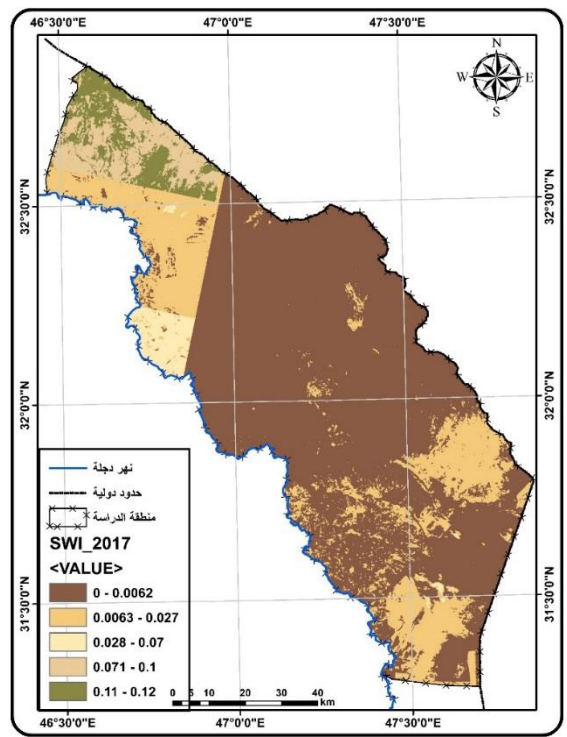 46°30'0"E 47°0'0"E 47°30'0"E
N
W E
S
32°30'0"N 32°30'0"N
32°0'0"N 32°0'0"N
31°30'0"N 31°30'0"N
نهر دجلة
حدود دولية
منطقة الدراسة
SWI_2017
<VALUE>
0 - 0.0062
0.0063 - 0.027
0.028 - 0.07
0.071 - 0.1
0.11 - 0.12
0 5 10 20 30 40
km
46°30'0"E 47°0'0"E 47°30'0"E